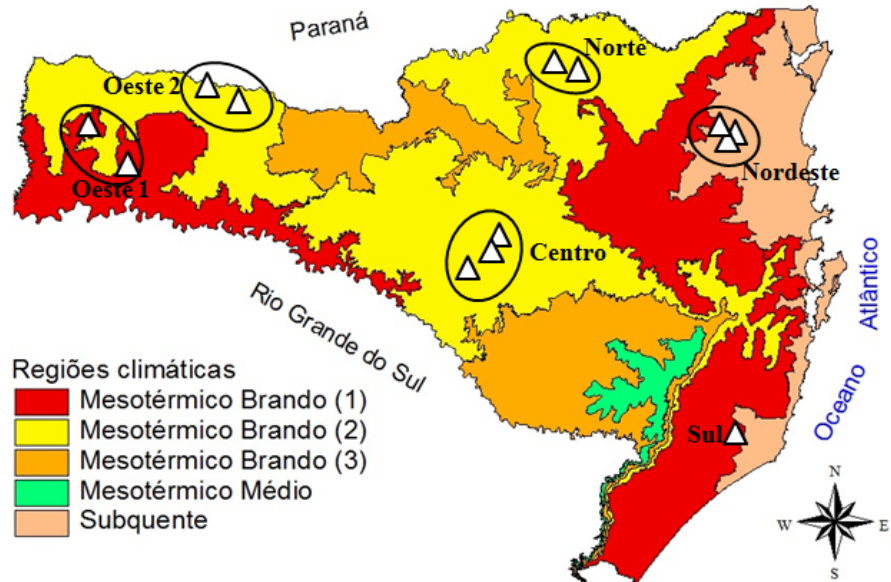 Paraná
Norte
Oeste 2
Nordeste
Oeste 1
Centro
Atlântico
Oceano
Rio Grande do Sul
Sul
Regiões climáticas
Mesotérmico Brando (1)
Mesotérmico Brando (2)
Mesotérmico Brando (3)
Mesotérmico Médio
Subquente
N
W
E
S